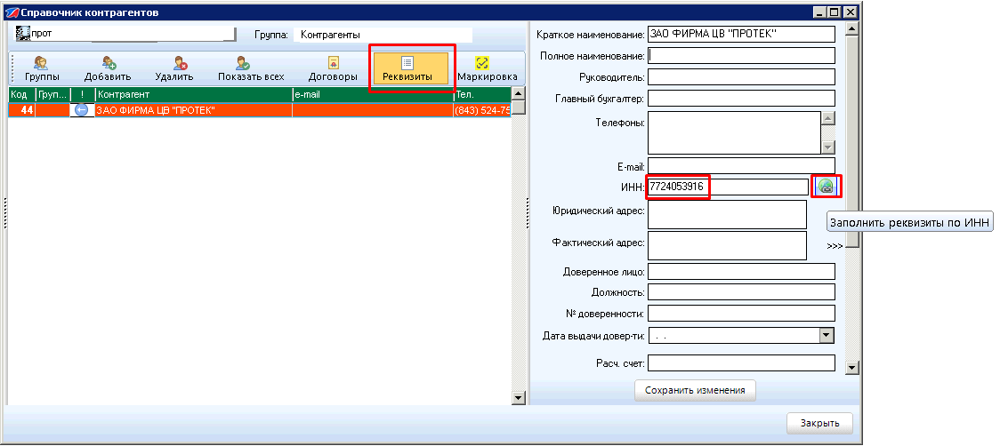 Справочник контрагентов
прот
Группа: Контрагенты
Группы Добавить Удалить Показать всех Договоры Реквизиты Маркировка
Код Груп... ! Контрагент e-mail Тел.
44 ЗАО ФИРМА ЦВ "ПРОТЕК" (843) 524-75
Краткое наименование: ЗАО ФИРМА ЦВ "ПРОТЕК"
Полное наименование:
Руководитель:
Главный бухгалтер:
Телефоны:
E-mail:
ИНН: 7724053916
Заполнить реквизиты по ИНН
Юридический адрес:
Фактический адрес:
>>>
Доверенное лицо:
Должность:
№ доверенности:
Дата выдачи довер-ти: . .
Расч. счет:
Сохранить изменения
Закрыть